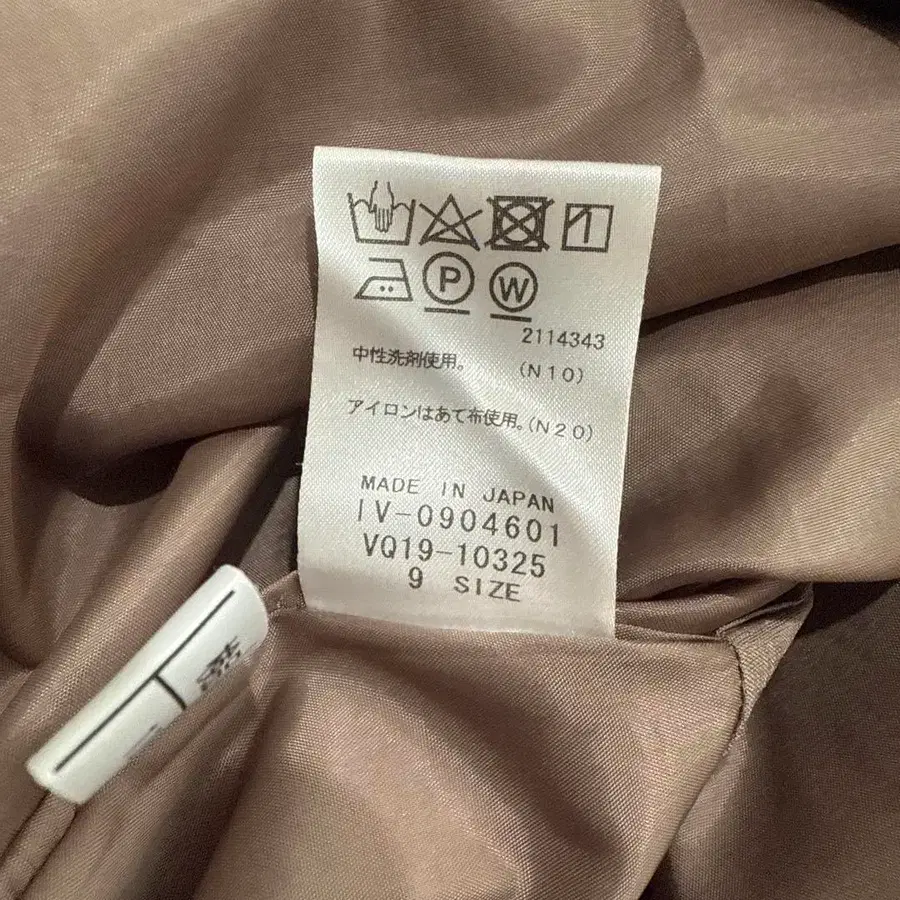 P W
2114343
中性洗剤使用。 (N10)
アイロンはあて布使用。(N20)
MADE IN JAPAN
IV-0904601
VQ19-10325
9 SIZE